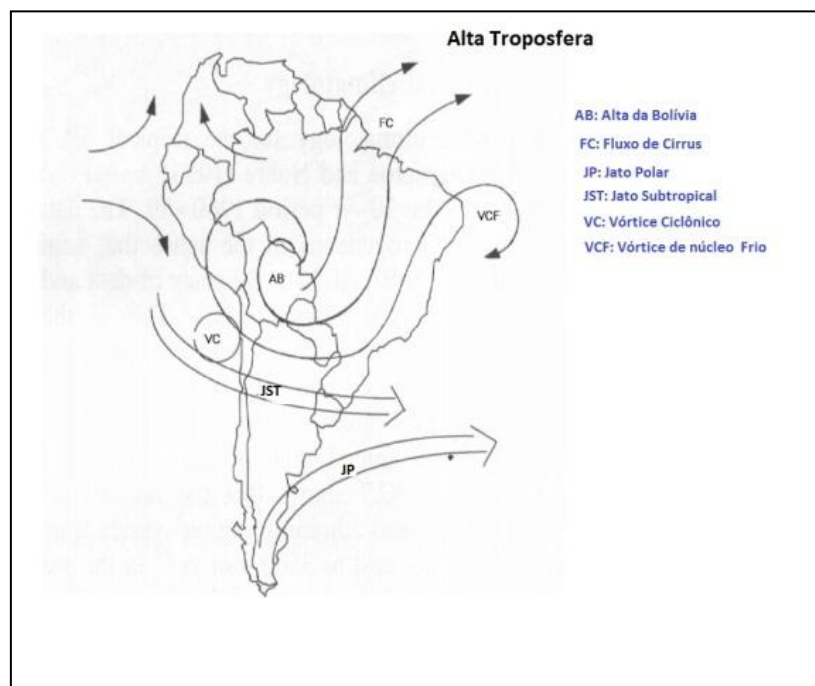 Alta Troposfera
AB: Alta da Bolívia
FC: Fluxo de Cirrus
JP: Jato Polar
JST: Jato Subtropical
VC: Vórtice Ciclônico
VCF: Vórtice de núcleo Frio
FC
VCF
AB
VC
JST
JP